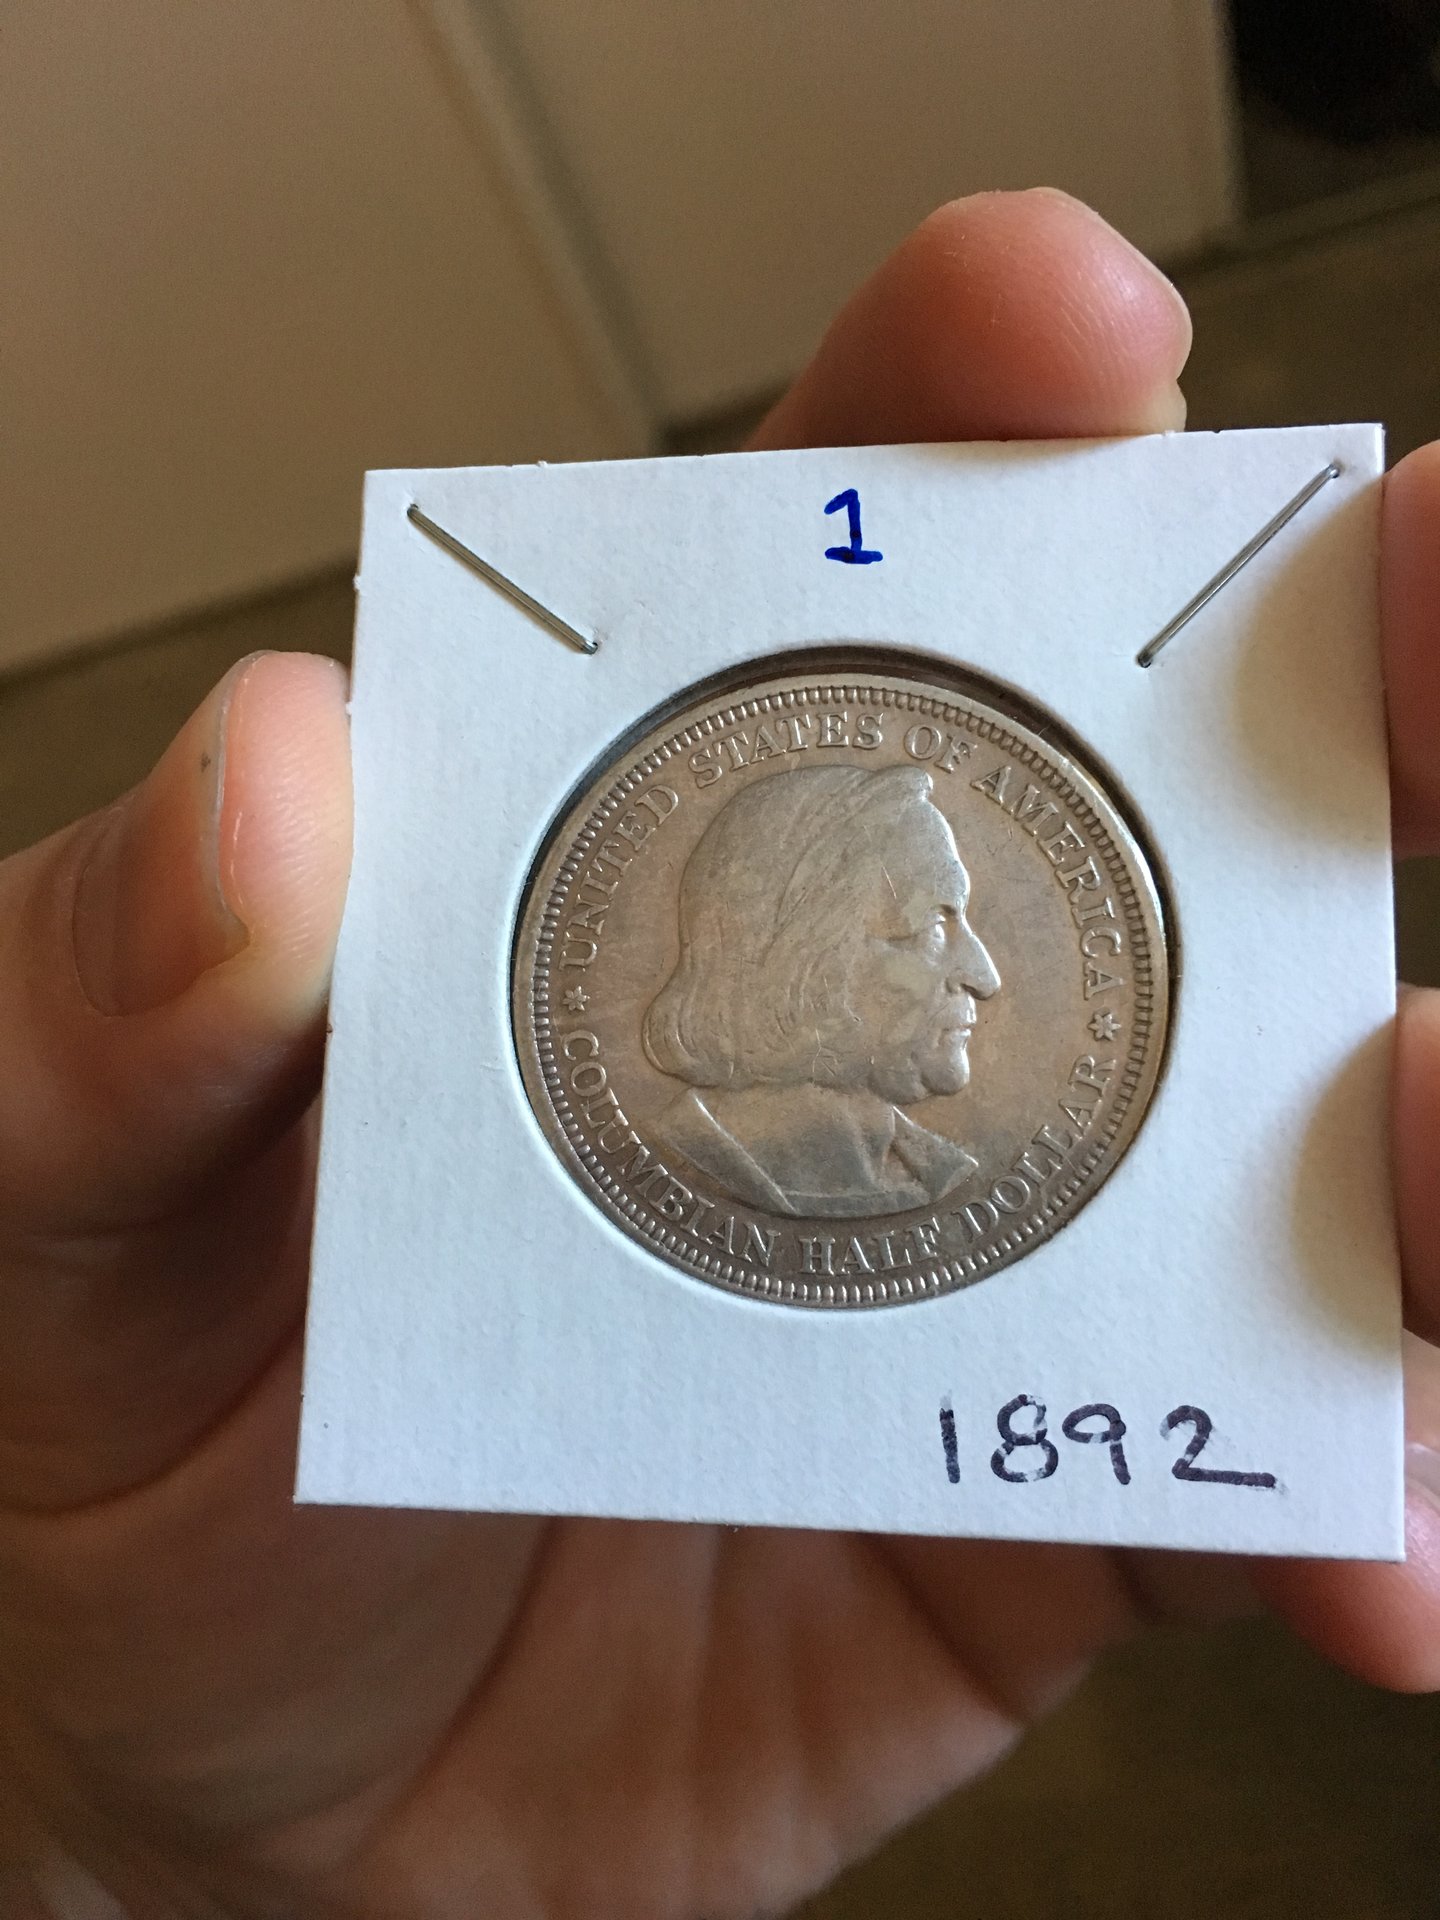 1
UNITED STATES OF AMERICA
COLUMBIAN HALF DOLLAR
1892